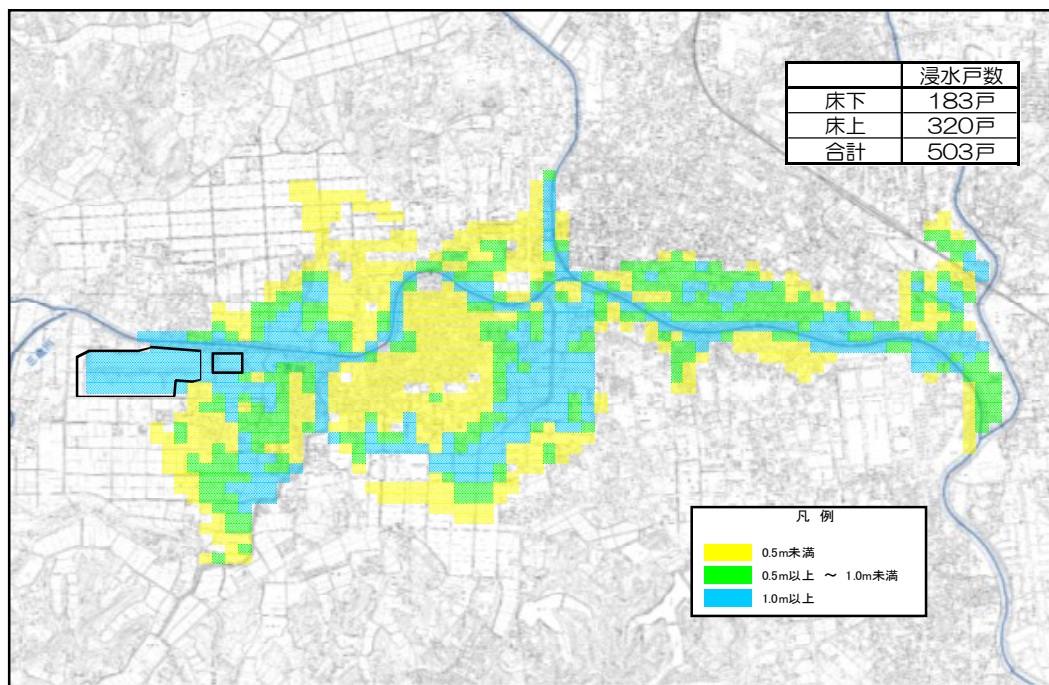 浸水戸数
床下 183戸
床上 320戸
合計 503戸
凡 例
0.5m未満
0.5m以上 ～ 1.0m未満
1.0m以上